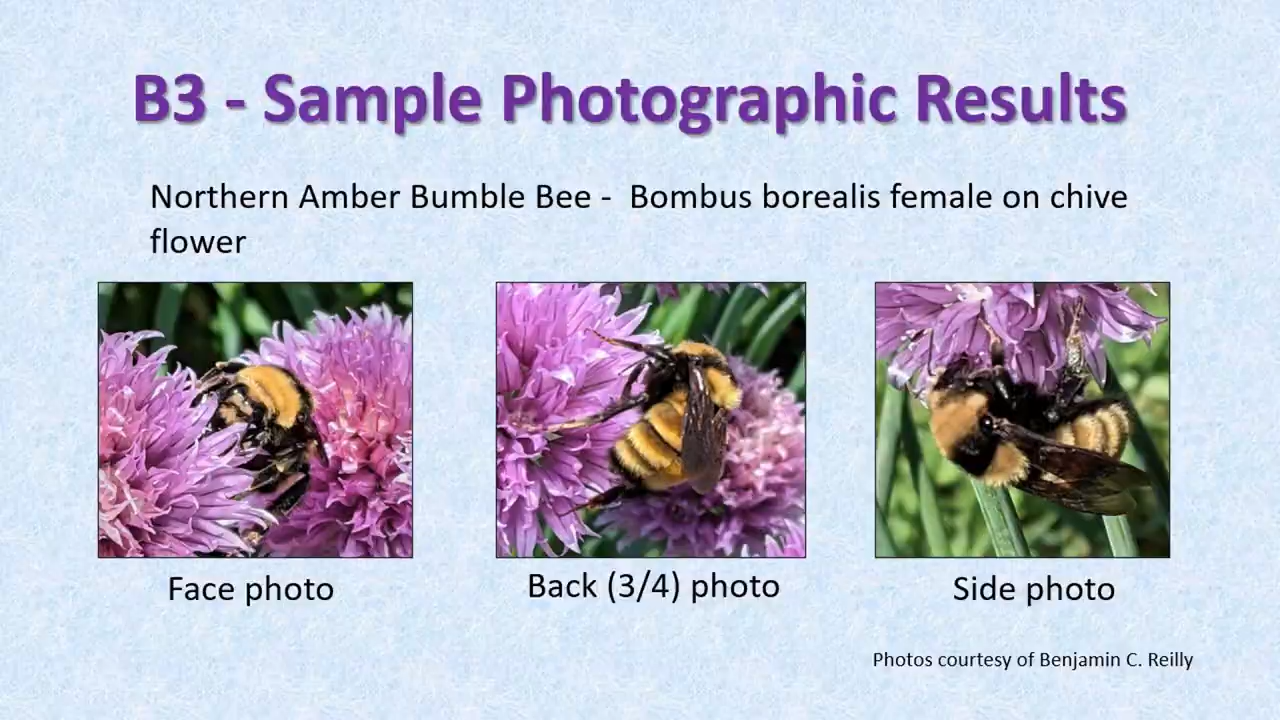 B3 - Sample Photographic Results
Northern Amber Bumble Bee -  Bombus borealis female on chive
flower
Face photo
Back (3/4) photo
Side photo
Photos courtesy of Benjamin C. Reilly